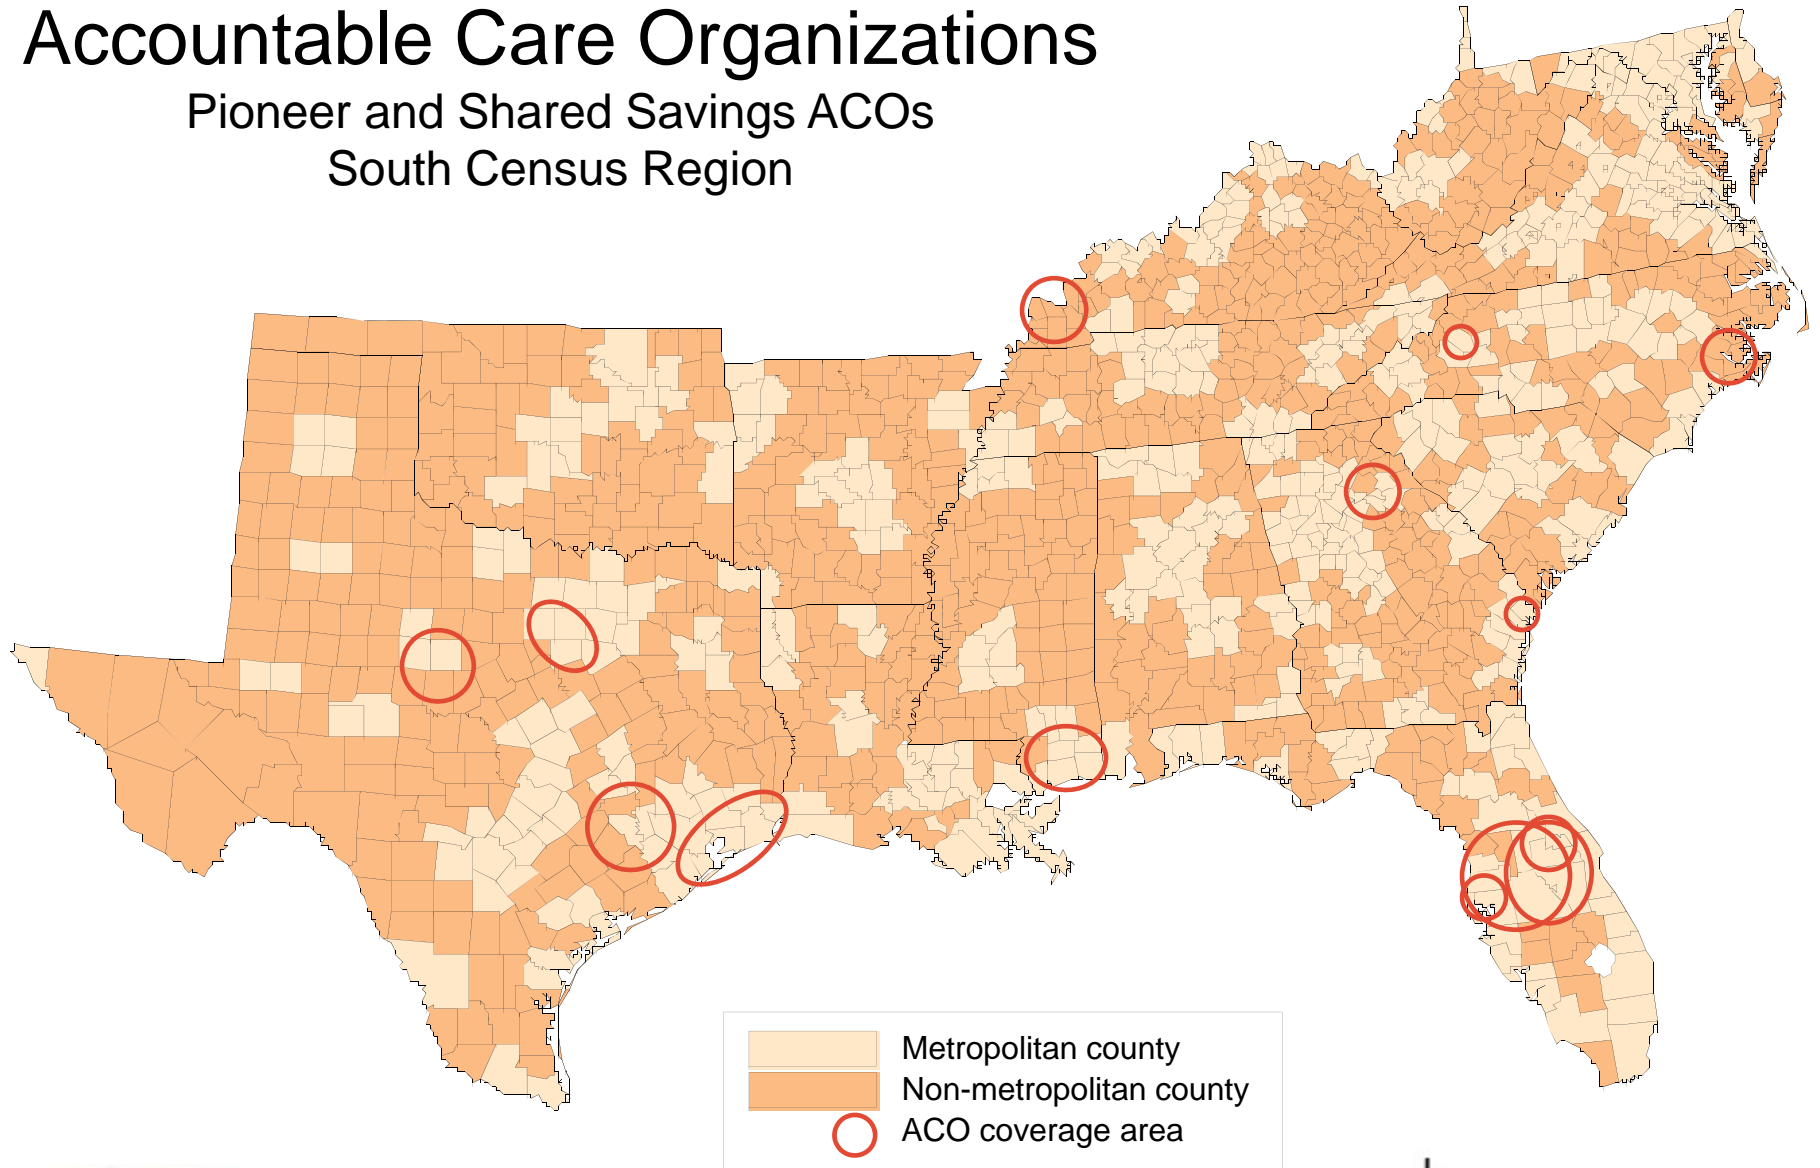 Accountable Care Organizations
Pioneer and Shared Savings ACOs
South Census Region
Metropolitan county
Non-metropolitan county
ACO coverage area